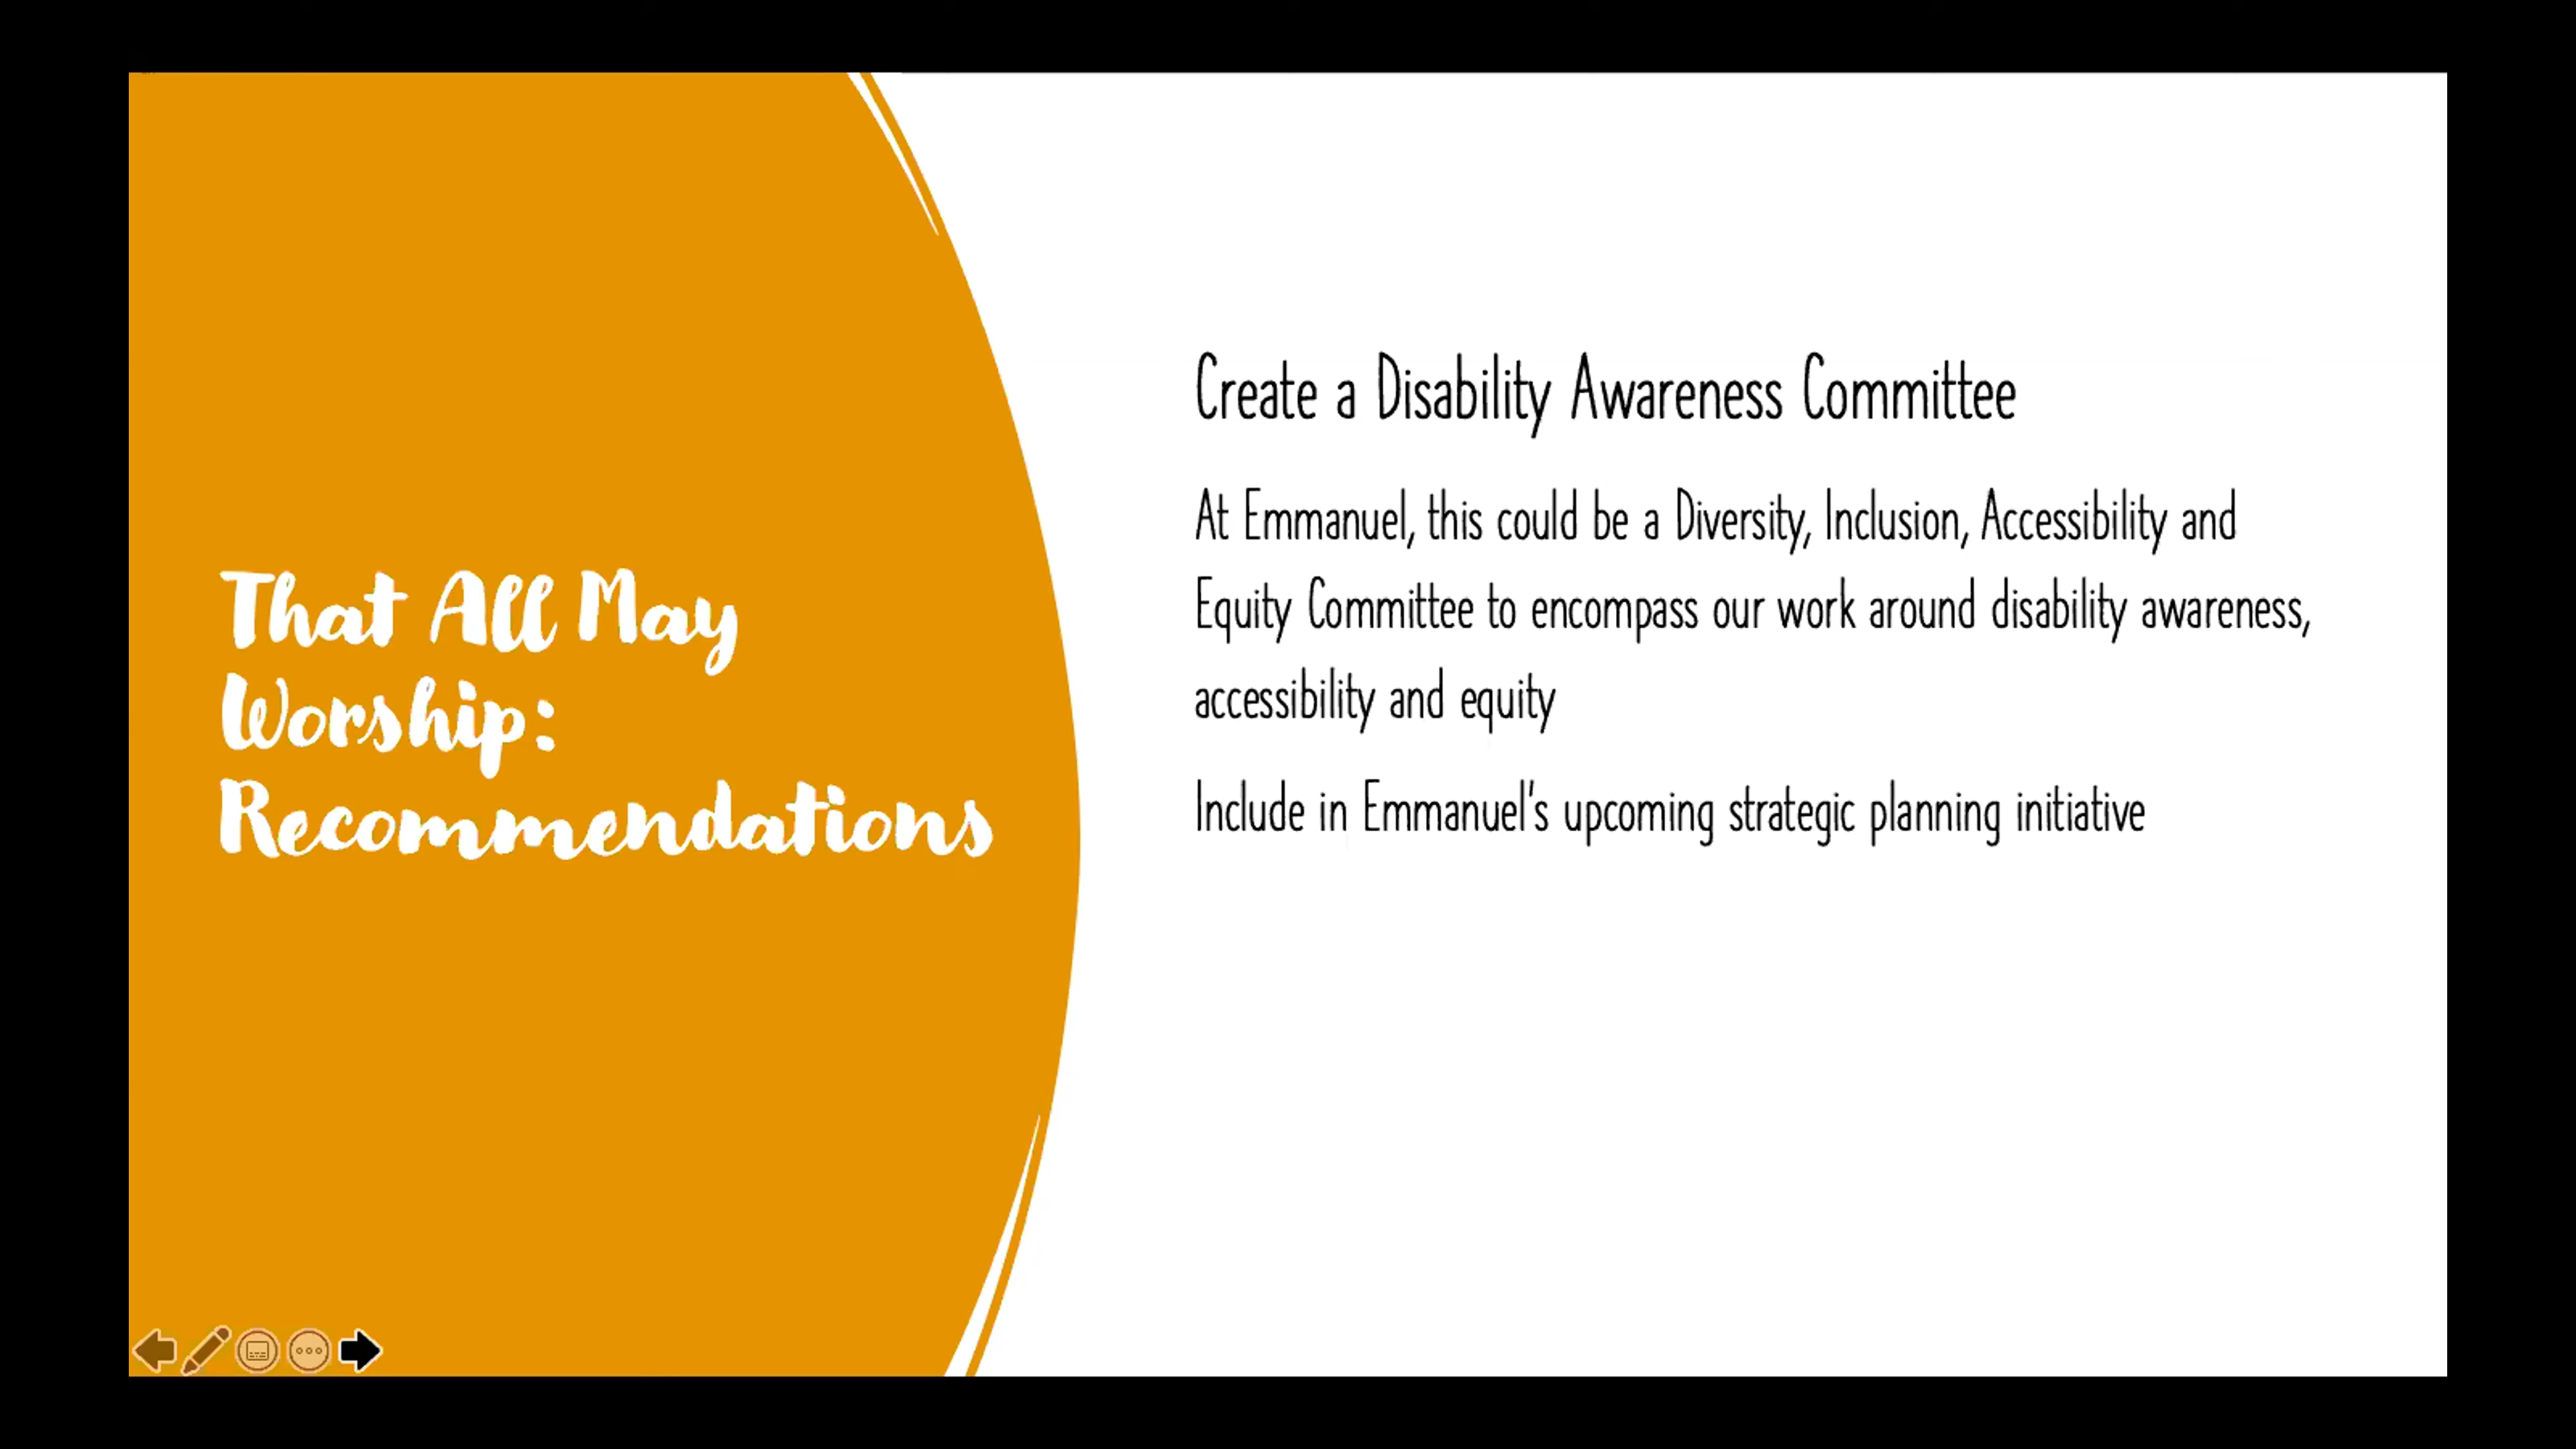 That All May
Worship:
Recommendations
Create a Disability Awareness Committee
At Emmanuel, this could be a Diversity, Inclusion, Accessibility and
Equity Committee to encompass our work around disability awareness,
accessibility and equity
Include in Emmanuel's upcoming strategic planning initiative